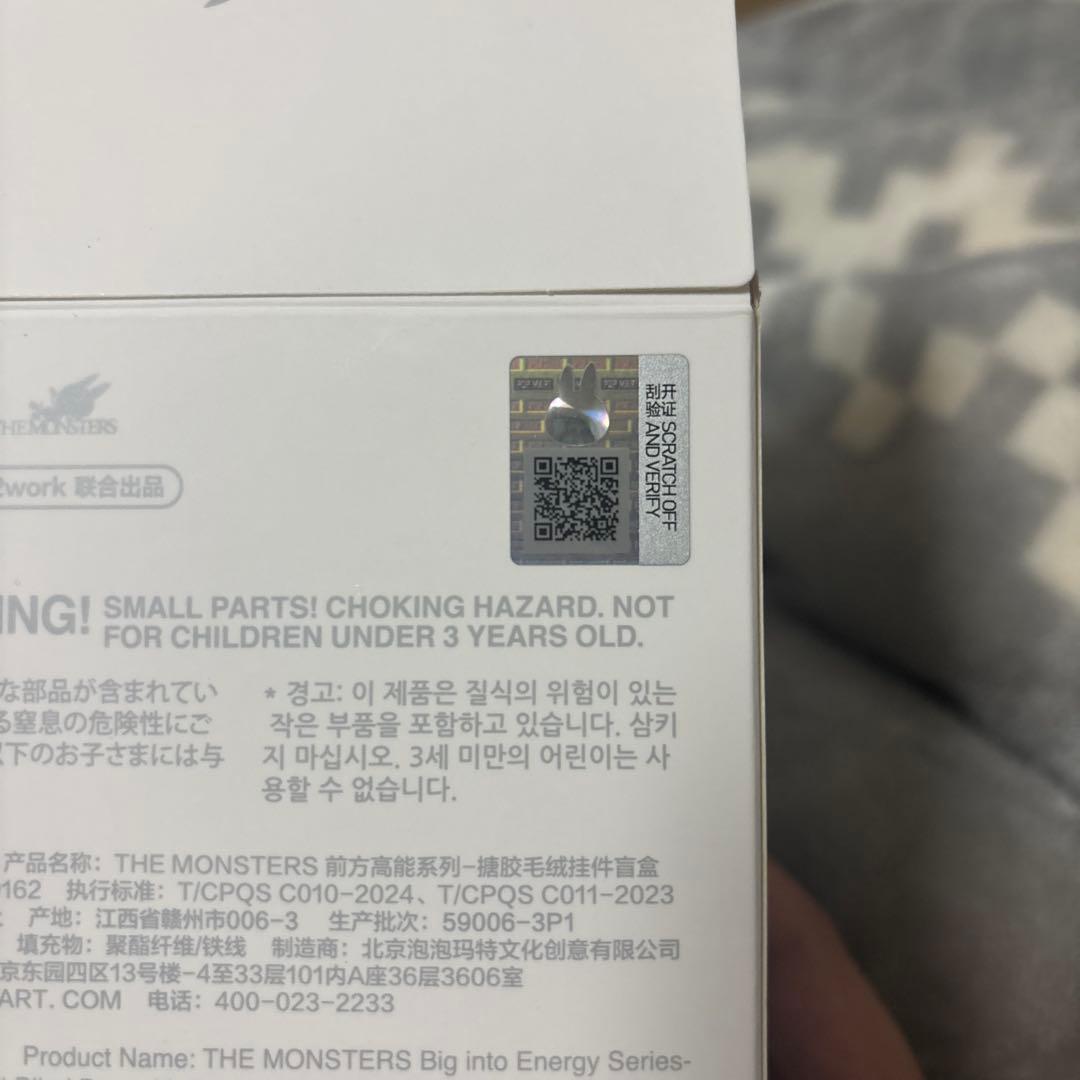 POP MART
开证 SCRATCH OFF
刮验 AND VERIFY
THE MONSTERS
work 联合出品
ING! SMALL PARTS! CHOKING HAZARD. NOT
FOR CHILDREN UNDER 3 YEARS OLD.
な部品が含まれてい
る窒息の危険性にご
以下のお子さまには与
* 경고: 이 제품은 질식의 위험이 있는
작은 부품을 포함하고 있습니다. 삼키
지 마십시오. 3세 미만의 어린이는 사
용할 수 없습니다.
产品名称: THE MONSTERS 前方高能系列-搪胶毛绒挂件盲盒
0162 执行标准: T/CPQS C010-2024、T/CPQS C011-2023
产地: 江西省赣州市006-3 生产批次: 59006-3P1
填充物: 聚酯纤维/铁线 制造商: 北京泡泡玛特文化创意有限公司
京东园四区13号楼-4至33层101内A座36层3606室
ART. COM 电话: 400-023-2233
Product Name: THE MONSTERS Big into Energy Series-